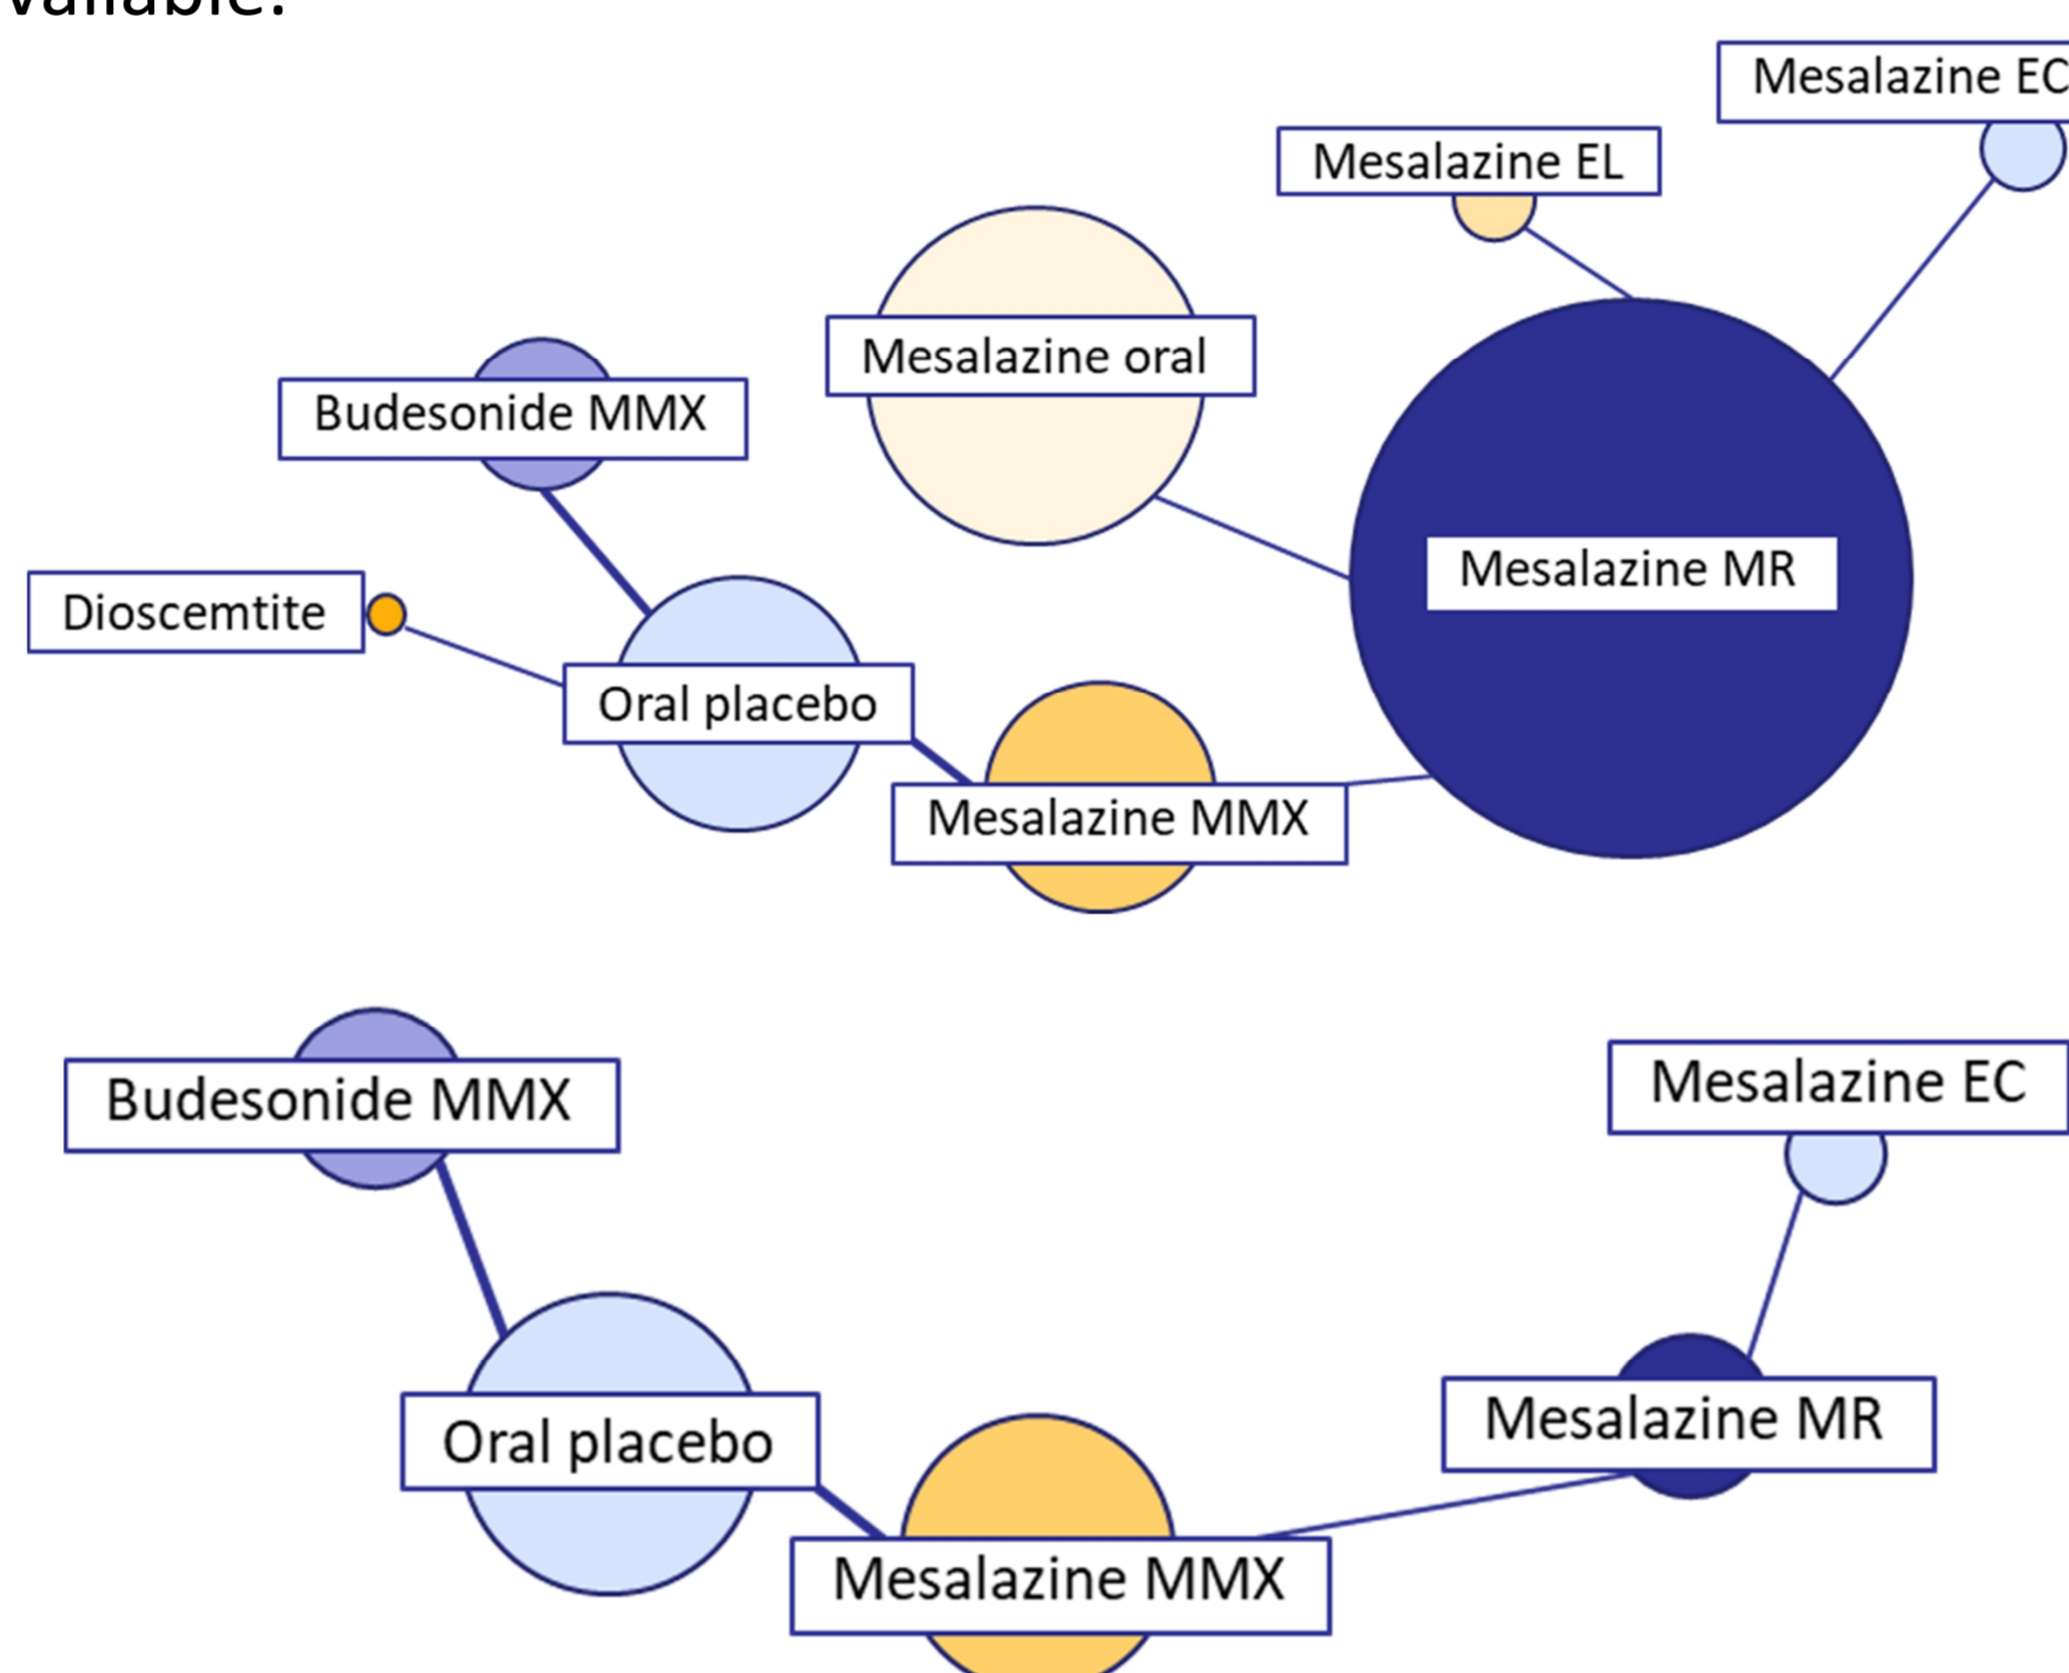 Mesalazine EC
Mesalazine EL
Mesalazine oral
Budesonide MMX
Mesalazine MR
Dioscemtite
Oral placebo
Mesalazine MMX
Budesonide MMX
Mesalazine EC
Mesalazine MR
Oral placebo
Mesalazine MMX